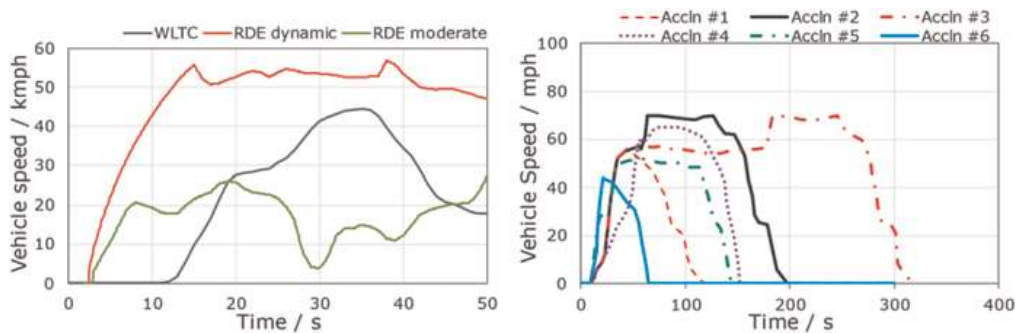 WLTC RDE dynamic RDE moderate
60
50
40
30
20
10
0
Vehicle speed / kmph
0 10 20 30 40 50
Time / s
Accln #1 Accln #2 Accln #3
Accln #4 Accln #5 Accln #6
100
80
60
40
20
0
Vehicle Speed / mph
0 100 200 300 400
Time / s